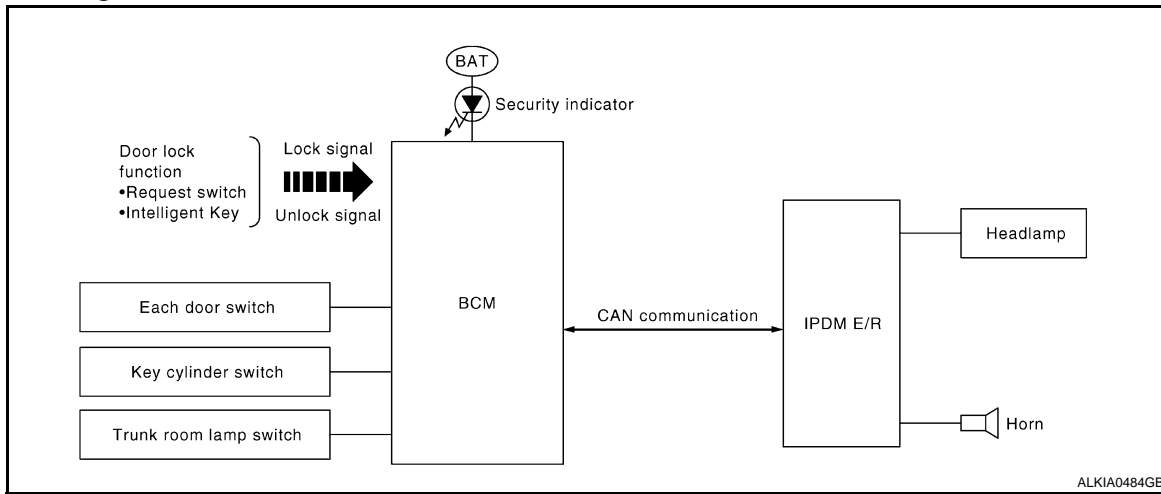 BAT
Security indicator
Door lock
function
•Request switch
•Intelligent Key
Lock signal
Unlock signal
Each door switch
Key cylinder switch
Trunk room lamp switch
BCM
CAN communication
IPDM E/R
Headlamp
Horn